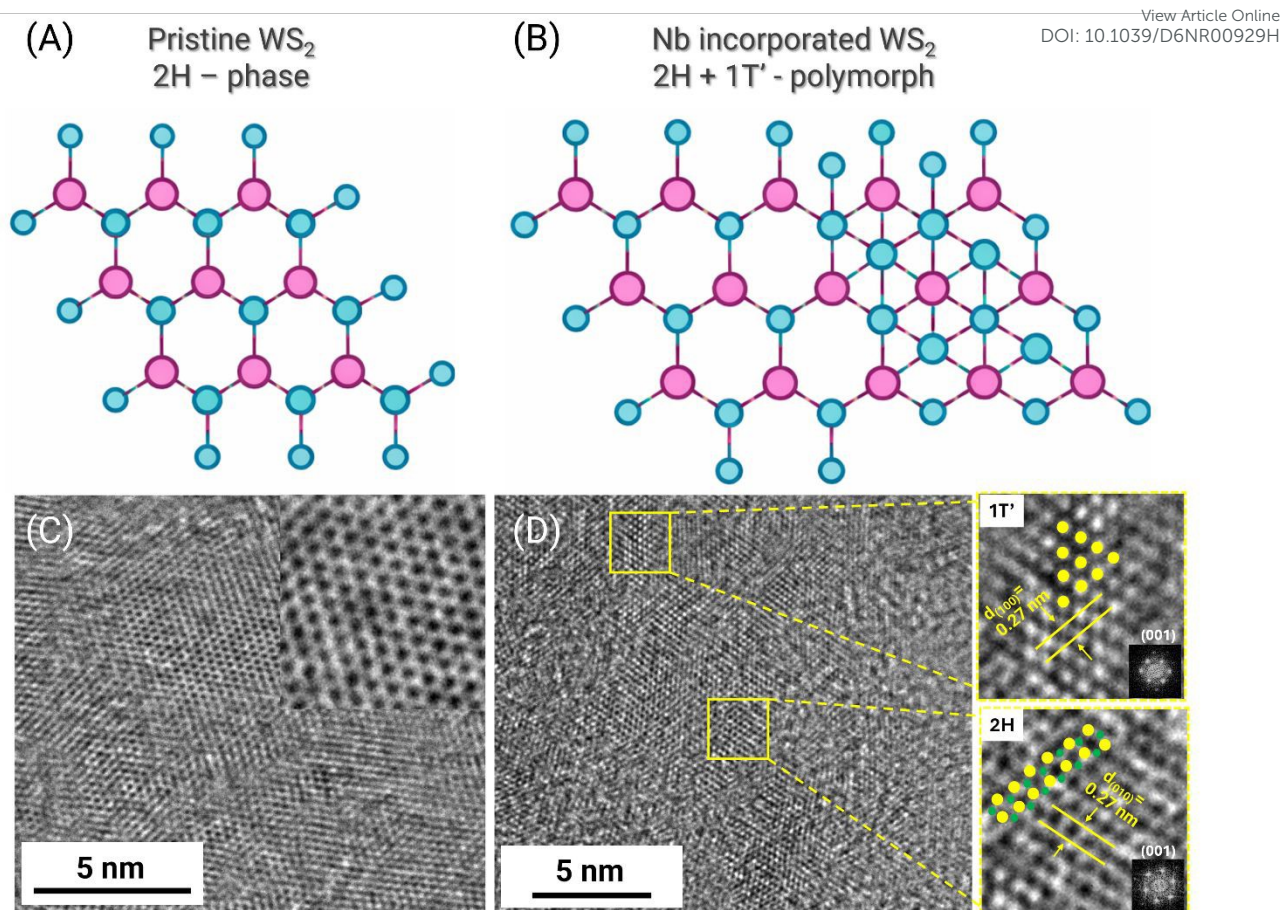 View Article Online
DOI: 10.1039/D6NR00929H
(A)
Pristine WS₂
2H – phase
(B)
Nb incorporated WS₂
2H + 1T’ - polymorph
(C)
5 nm
(D)
5 nm
1T’
d(100)=
0.27 nm
(001)
2H
d(010)=
0.27 nm
(001)